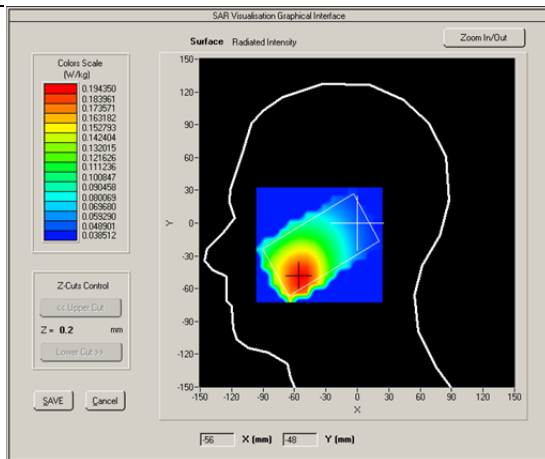 SAR Visualisation Graphical Interface
Surface Radiated Intensity
Zoom In/Out
Colors Scale
(W/kg)
0.194350
0.183961
0.173571
0.163182
0.152793
0.142404
0.132015
0.121626
0.111236
0.100847
0.090458
0.080069
0.069680
0.059290
0.048901
0.038512
Z-Cuts Control
<< Upper Cut
Z = 0.2 mm
Lower Cut >>
SAVE Cancel
150
120
90
60
30
0
-30
-60
-90
-120
-150
Y
-150 -120 -90 -60 -30 0 30 60 90 120 150
X
-56 X (mm) -48 Y (mm)